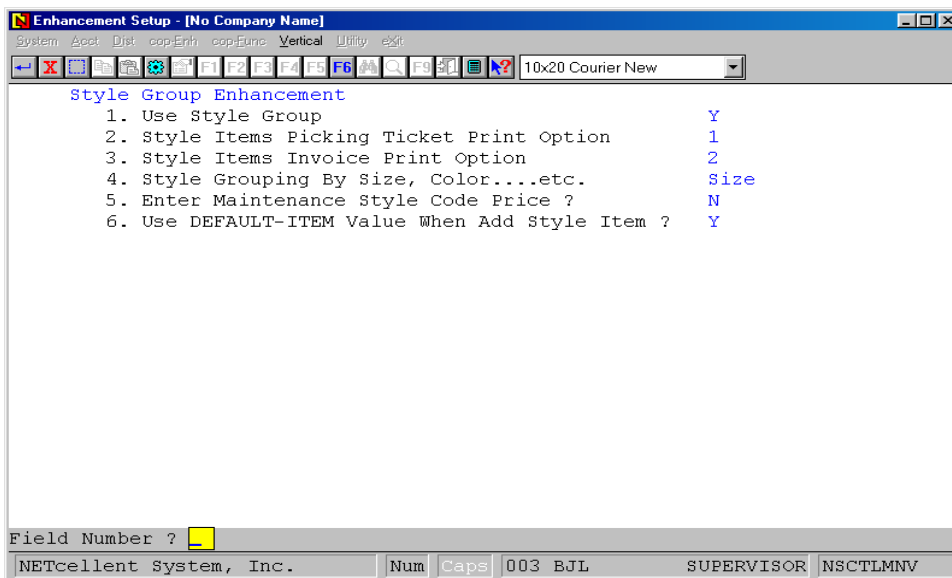 Enhancement Setup - [No Company Name]
System Acct Dist cop-Enh cop-Func Vertical Utility eXit
F1 F2 F3 F4 F5 F6 F9 10x20 Courier New
Style Group Enhancement
1. Use Style Group Y
2. Style Items Picking Ticket Print Option 1
3. Style Items Invoice Print Option 2
4. Style Grouping By Size, Color....etc. Size
5. Enter Maintenance Style Code Price ? N
6. Use DEFAULT-ITEM Value When Add Style Item ? Y
Field Number ? _
NETcellent System, Inc. Num Caps 003 BJL SUPERVISOR NSCTLMNV